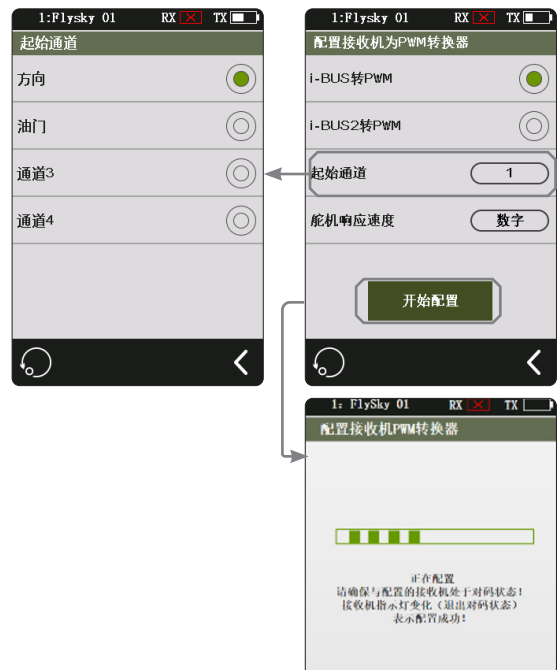 1:Flysky 01 RX TX
起始通道
方向
油门
通道3
通道4
1:Flysky 01 RX TX
配置接收机为PWM转换器
i-BUS转PWM
i-BUS2转PWM
起始通道 1
舵机响应速度 数字
开始配置
1: FlySky 01 RX TX
配置接收机PWM转换器
正在配置
请确保与配置的接收机处于对码状态！
接收机指示灯变化（退出对码状态）
表示配置成功！